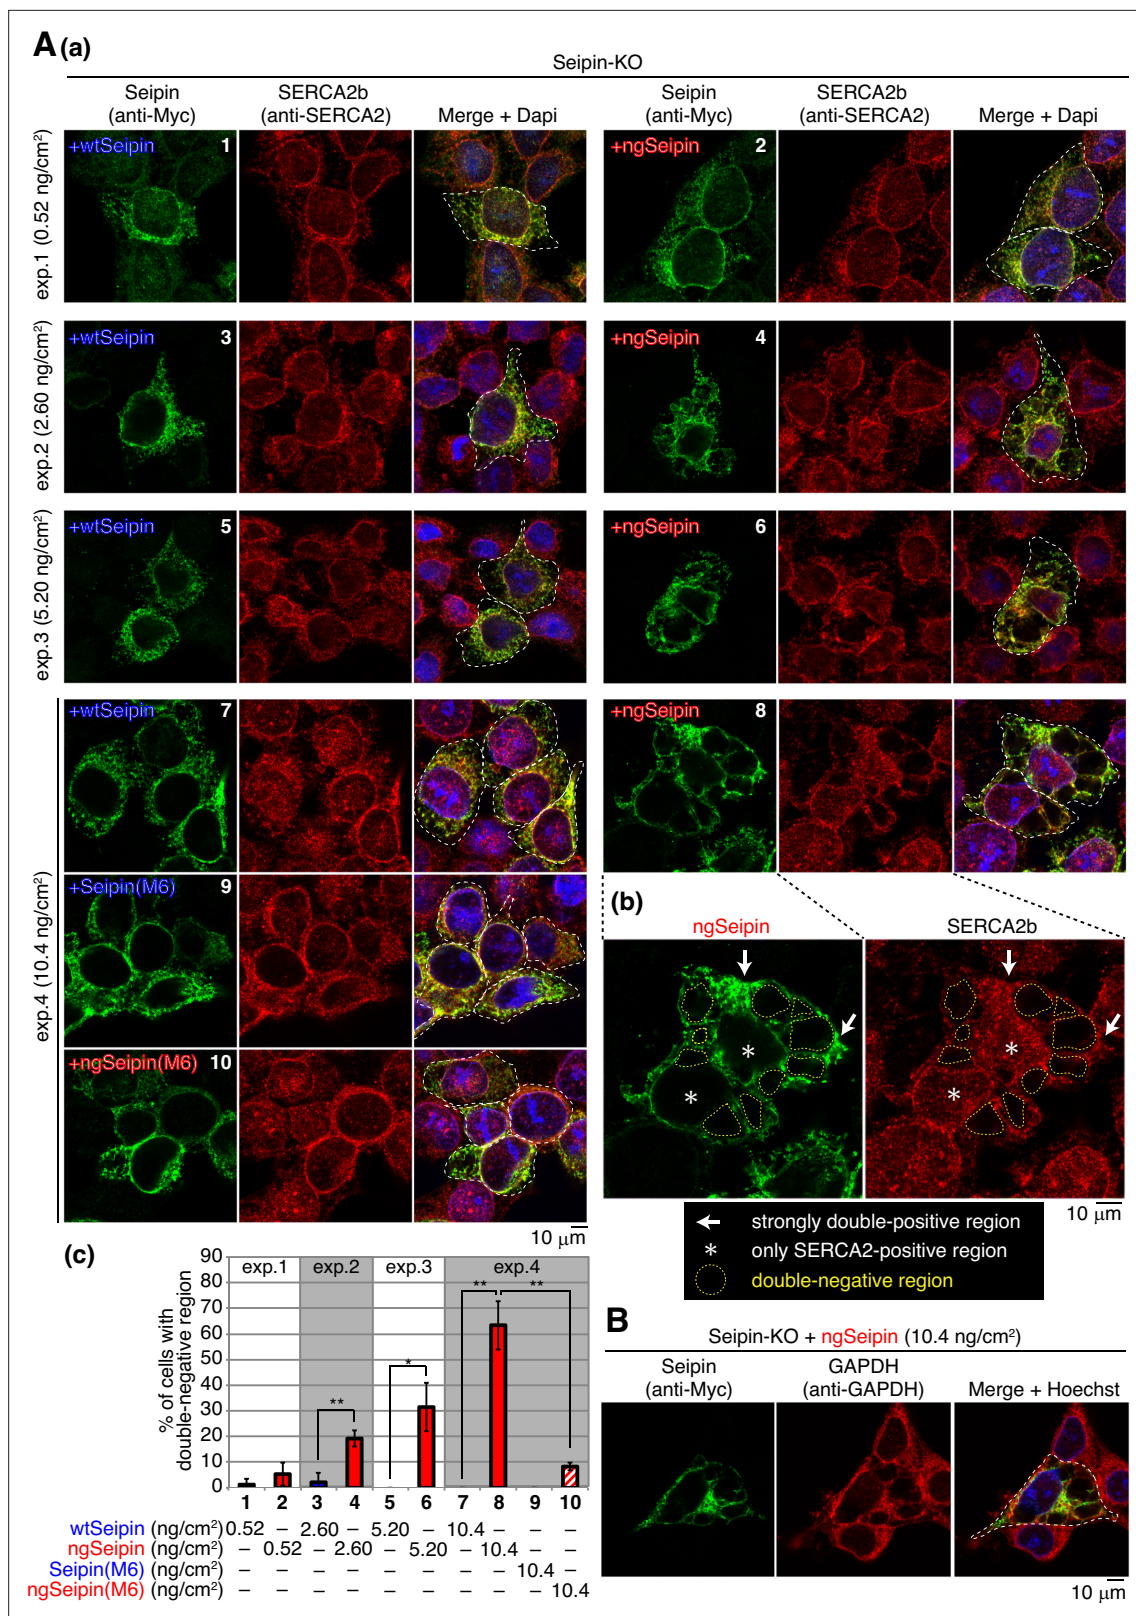 A (a)
Seipin-KO
Seipin (anti-Myc) SERCA2b (anti-SERCA2) Merge + Dapi Seipin (anti-Myc) SERCA2b (anti-SERCA2) Merge + Dapi
exp.1 (0.52 ng/cm²)
+wtSeipin 1
+ngSeipin 2
exp.2 (2.60 ng/cm²)
+wtSeipin 3
+ngSeipin 4
exp.3 (5.20 ng/cm²)
+wtSeipin 5
+ngSeipin 6
exp.4 (10.4 ng/cm²)
+wtSeipin 7
+ngSeipin 8
+Seipin(M6) 9
+ngSeipin(M6) 10
10 μm
(b)
ngSeipin SERCA2b
* * * *
10 μm
strongly double-positive region
* only SERCA2-positive region
double-negative region
(c)
% of cells with
double-negative region
90
80
70
60
50
40
30
20
10
0
exp.1 exp.2 exp.3 exp.4
** * ** **
1 2 3 4 5 6 7 8 9 10
wtSeipin (ng/cm²) 0.52 – 2.60 – 5.20 – 10.4 – – –
ngSeipin (ng/cm²) – 0.52 – 2.60 – 5.20 – 10.4 – –
Seipin(M6) (ng/cm²) – – – – – – – – 10.4 –
ngSeipin(M6) (ng/cm²) – – – – – – – – – 10.4
B
Seipin-KO + ngSeipin (10.4 ng/cm²)
Seipin (anti-Myc) GAPDH (anti-GAPDH) Merge + Hoechst
10 μm